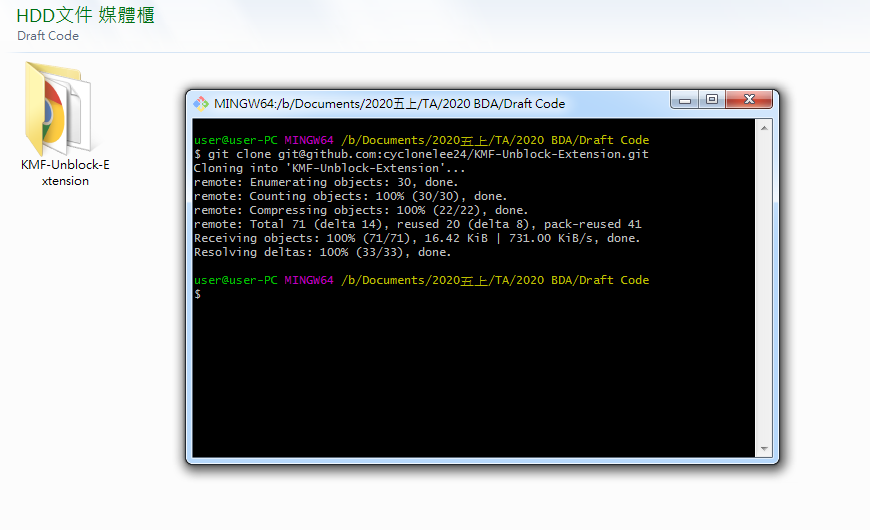 HDD文件 媒體櫃
Draft Code
KMF-Unblock-E
xtension
MINGW64:/b/Documents/2020五上/TA/2020 BDA/Draft Code
user@user-PC MINGW64 /b/Documents/2020五上/TA/2020 BDA/Draft Code
$ git clone git@github.com:cyclonelee24/KMF-Unblock-Extension.git
Cloning into 'KMF-Unblock-Extension'...
remote: Enumerating objects: 30, done.
remote: Counting objects: 100% (30/30), done.
remote: Compressing objects: 100% (22/22), done.
remote: Total 71 (delta 14), reused 20 (delta 8), pack-reused 41
Receiving objects: 100% (71/71), 16.42 KiB | 731.00 KiB/s, done.
Resolving deltas: 100% (33/33), done.
user@user-PC MINGW64 /b/Documents/2020五上/TA/2020 BDA/Draft Code
$